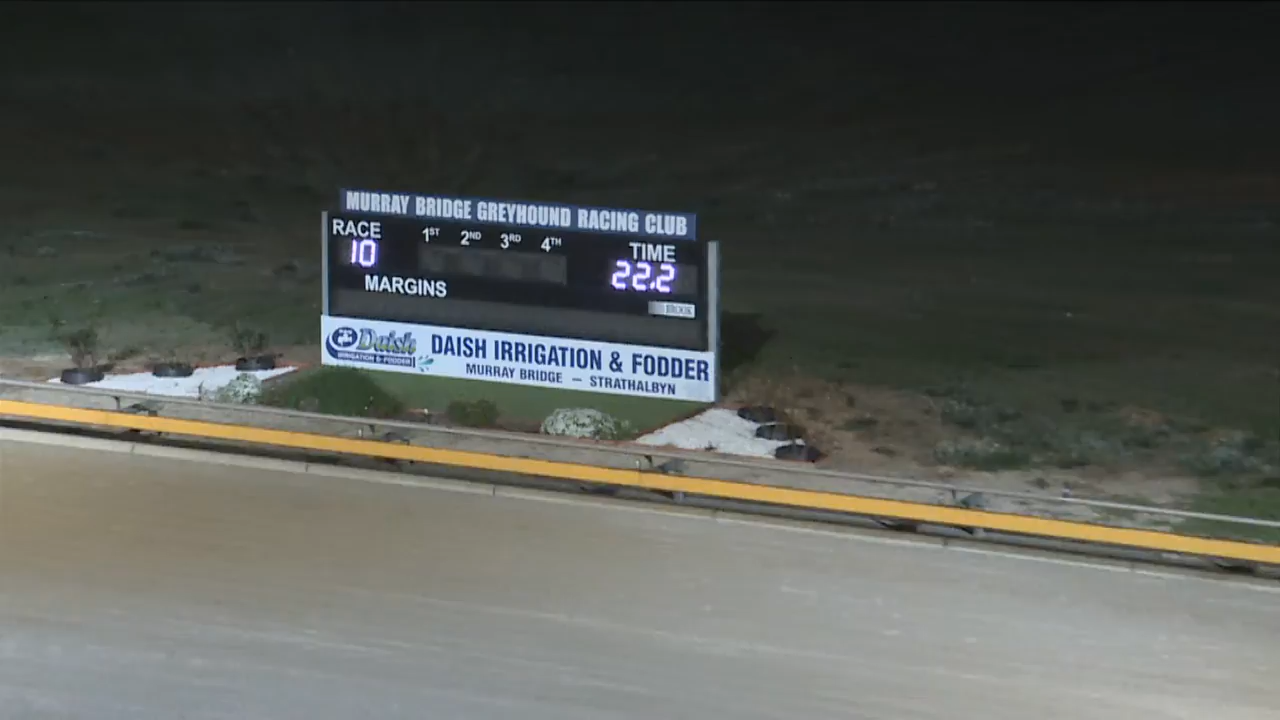 MURRAY BRIDGE GREYHOUND RACING CLUB
RACE 1ST 2ND 3RD 4TH TIME
10 22.2
MARGINS
BROOK
Daish
IRRIGATION & FODDER
DAISH IRRIGATION & FODDER
MURRAY BRIDGE — STRATHALBYN